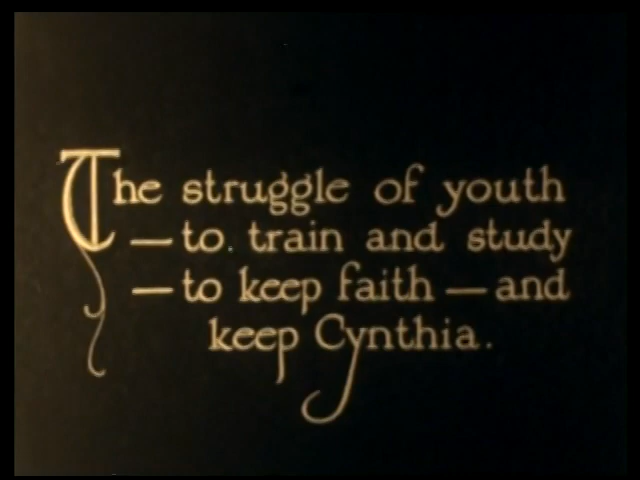 The struggle of youth
—to train and study
—to keep faith—and
keep Cynthia.